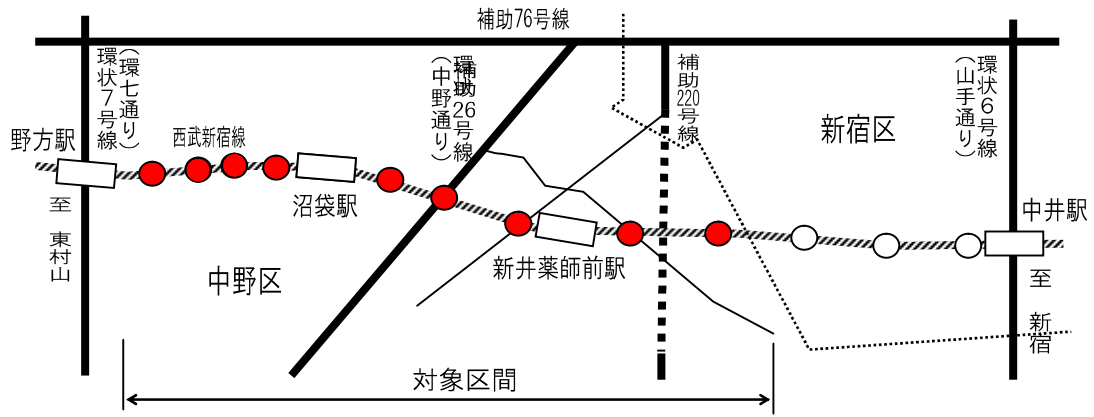 補助76号線
環状７号線
（環七通り）
補助26号線
（中野通り）
補助220号線
環状６号線
（山手通り）
野方駅
西武新宿線
新宿区
沼袋駅
中井駅
至 東村山
中野区
新井薬師前駅
至 新宿
対象区間